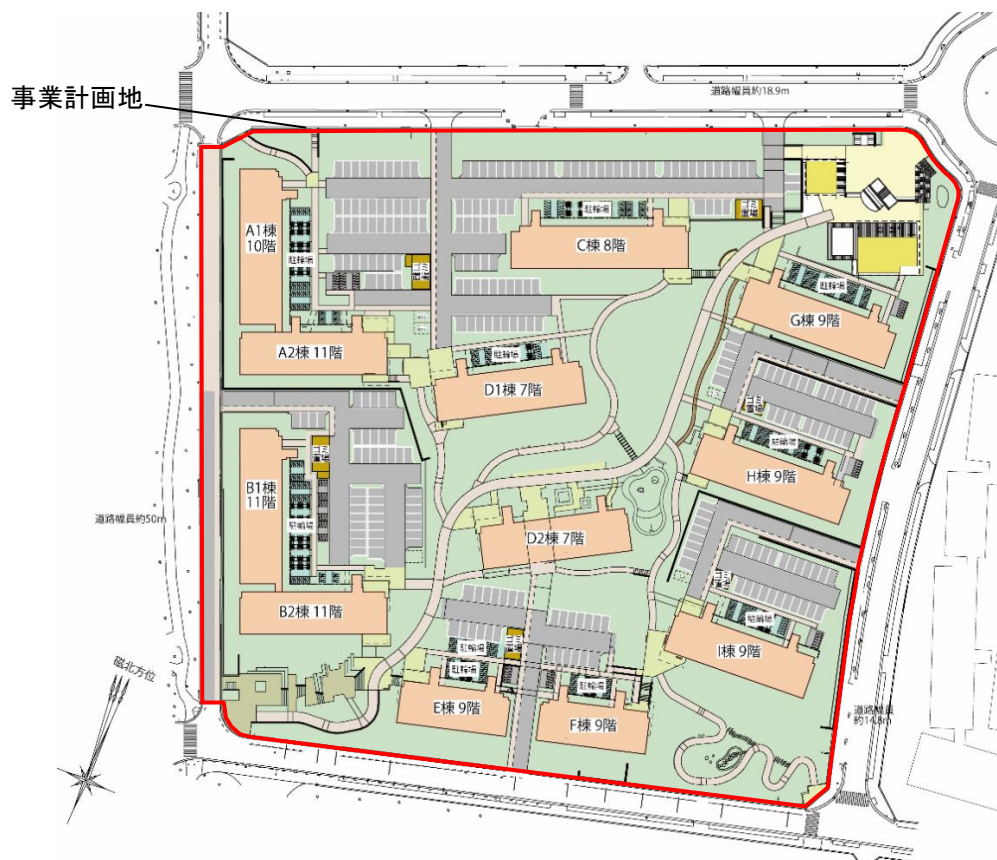 道路幅員約18.9m
事業計画地
A1棟
10階
駐輪場
ゴミ
置場
駐輪場
C棟 8階
ゴミ
置場
駐輪場
G棟 9階
A2棟 11階
駐輪場
D1棟 7階
ゴミ
置場
駐輪場
H棟 9階
B1棟
11階
ゴミ
置場
駐輪場
道路幅員約50m
D2棟 7階
ゴミ
置場
駐輪場
I棟 9階
B2棟 11階
駐輪場
ゴミ
置場
駐輪場
駐輪場
E棟 9階
F棟 9階
磁北方位
道路幅員
約14.8m